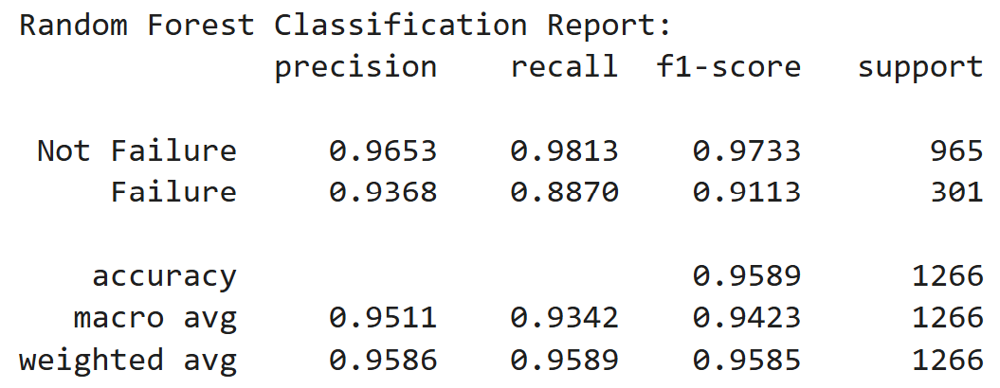 Random Forest Classification Report:
precision recall f1-score support
Not Failure 0.9653 0.9813 0.9733 965
Failure 0.9368 0.8870 0.9113 301
accuracy 0.9589 1266
macro avg 0.9511 0.9342 0.9423 1266
weighted avg 0.9586 0.9589 0.9585 1266